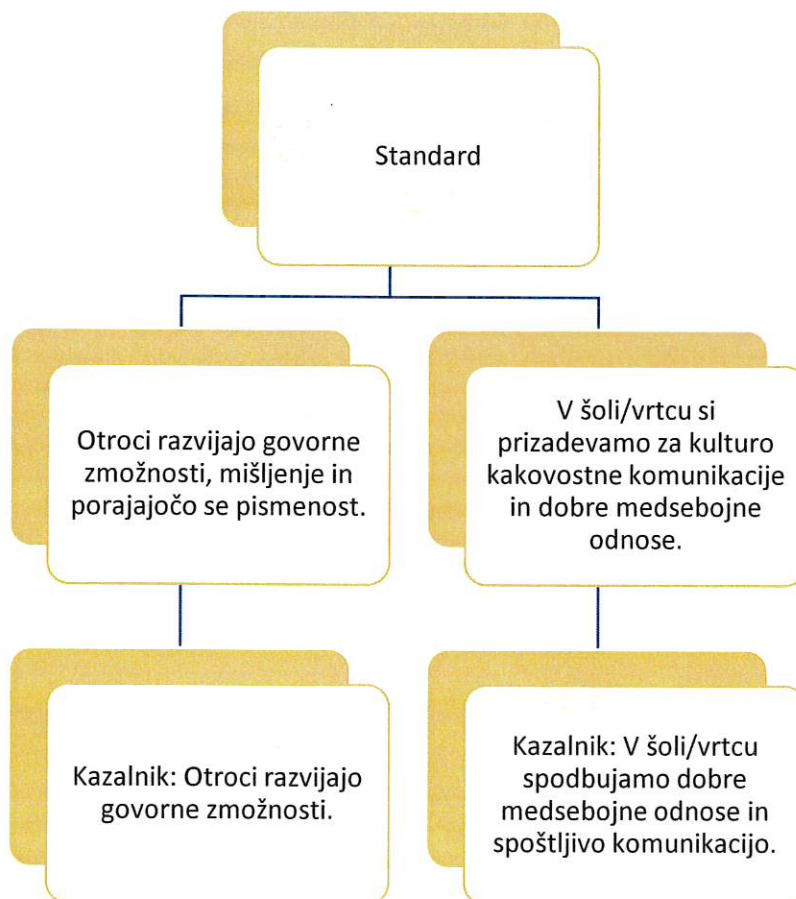 Standard
Otroci razvijajo govorne
zmožnosti, mišljenje in
porajajočo se pismenost.
V šoli/vrtcu si
prizadevamo za kulturo
kakovostne komunikacije
in dobre medsebojne
odnose.
Kazalnik: Otroci razvijajo
govorne zmožnosti.
Kazalnik: V šoli/vrtcu
spodbujamo dobre
medsebojne odnose in
spoštljivo komunikacijo.